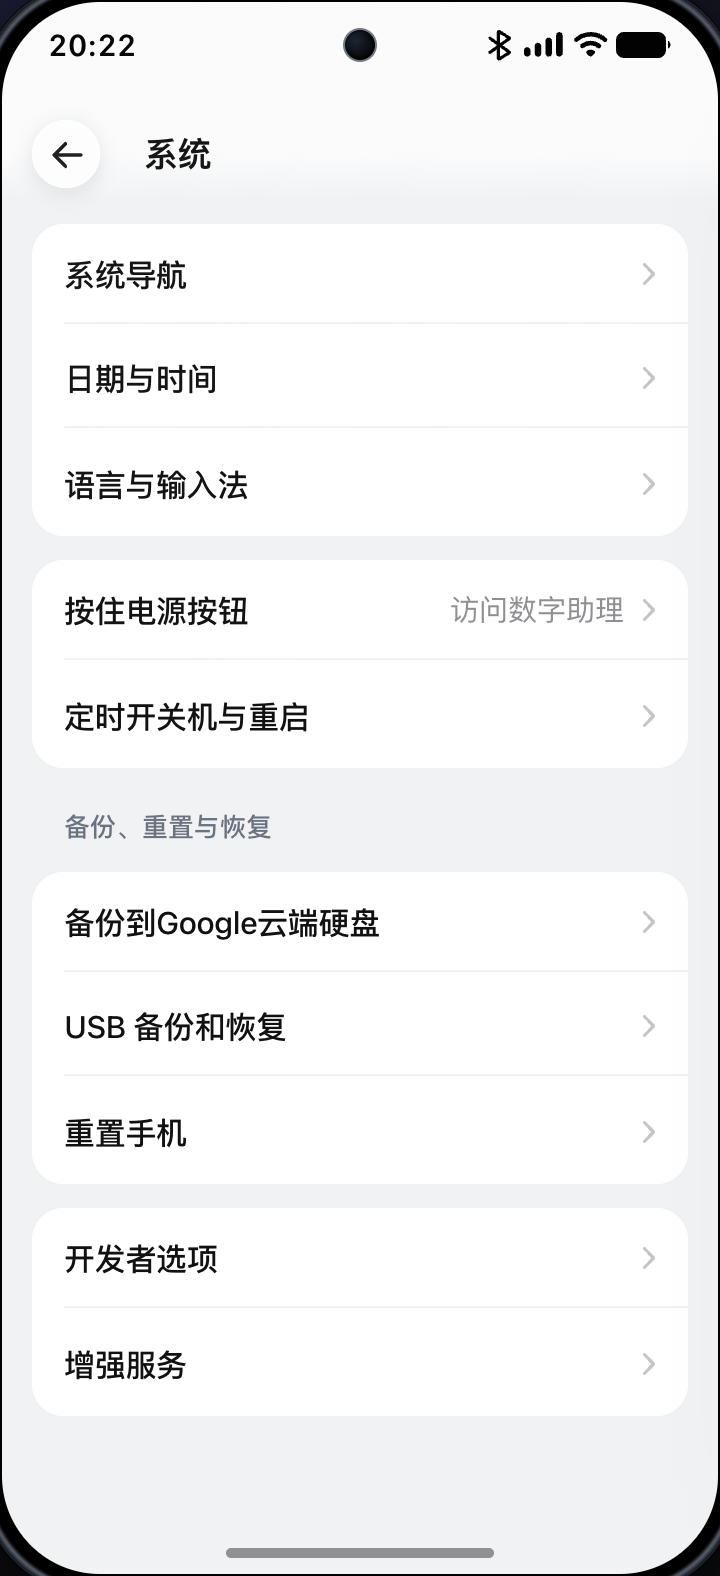 20:22
系统
系统导航
日期与时间
语言与输入法
按住电源按钮 访问数字助理
定时开关机与重启
备份、重置与恢复
备份到Google云端硬盘
USB 备份和恢复
重置手机
开发者选项
增强服务